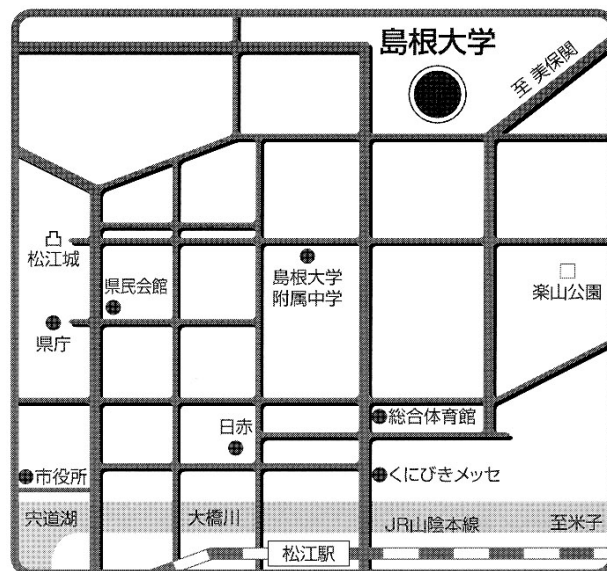 島根大学
至 美保関
松江城
県民会館
島根大学
附属中学
楽山公園
県庁
日赤
総合体育館
市役所
くにびきメッセ
宍道湖
大橋川
JR山陰本線
至米子
松江駅